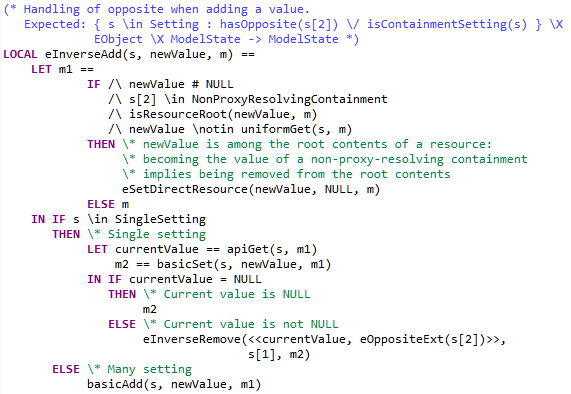 (* Handling of opposite when adding a value.
   Expected: { s \in Setting : hasOpposite(s[2]) \/ isContainmentSetting(s) } \X
             EObject \X ModelState -> ModelState *)
LOCAL eInverseAdd(s, newValue, m) ==
    LET m1 ==
            IF /\ newValue # NULL
               /\ s[2] \in NonProxyResolvingContainment
               /\ isResourceRoot(newValue, m)
               /\ newValue \notin uniformGet(s, m)
            THEN \* newValue is among the root contents of a resource:
                 \* becoming the value of a non-proxy-resolving containment
                 \* implies being removed from the root contents
                 eSetDirectResource(newValue, NULL, m)
            ELSE m
    IN IF s \in SingleSetting
       THEN \* Single setting
            LET currentValue == apiGet(s, m1)
                m2 == basicSet(s, newValue, m1)
            IN IF currentValue = NULL
               THEN \* Current value is NULL
                    m2
               ELSE \* Current value is not NULL
                    eInverseRemove(<<currentValue, eOppositeExt(s[2])>>,
                                   s[1], m2)
       ELSE \* Many setting
            basicAdd(s, newValue, m1)